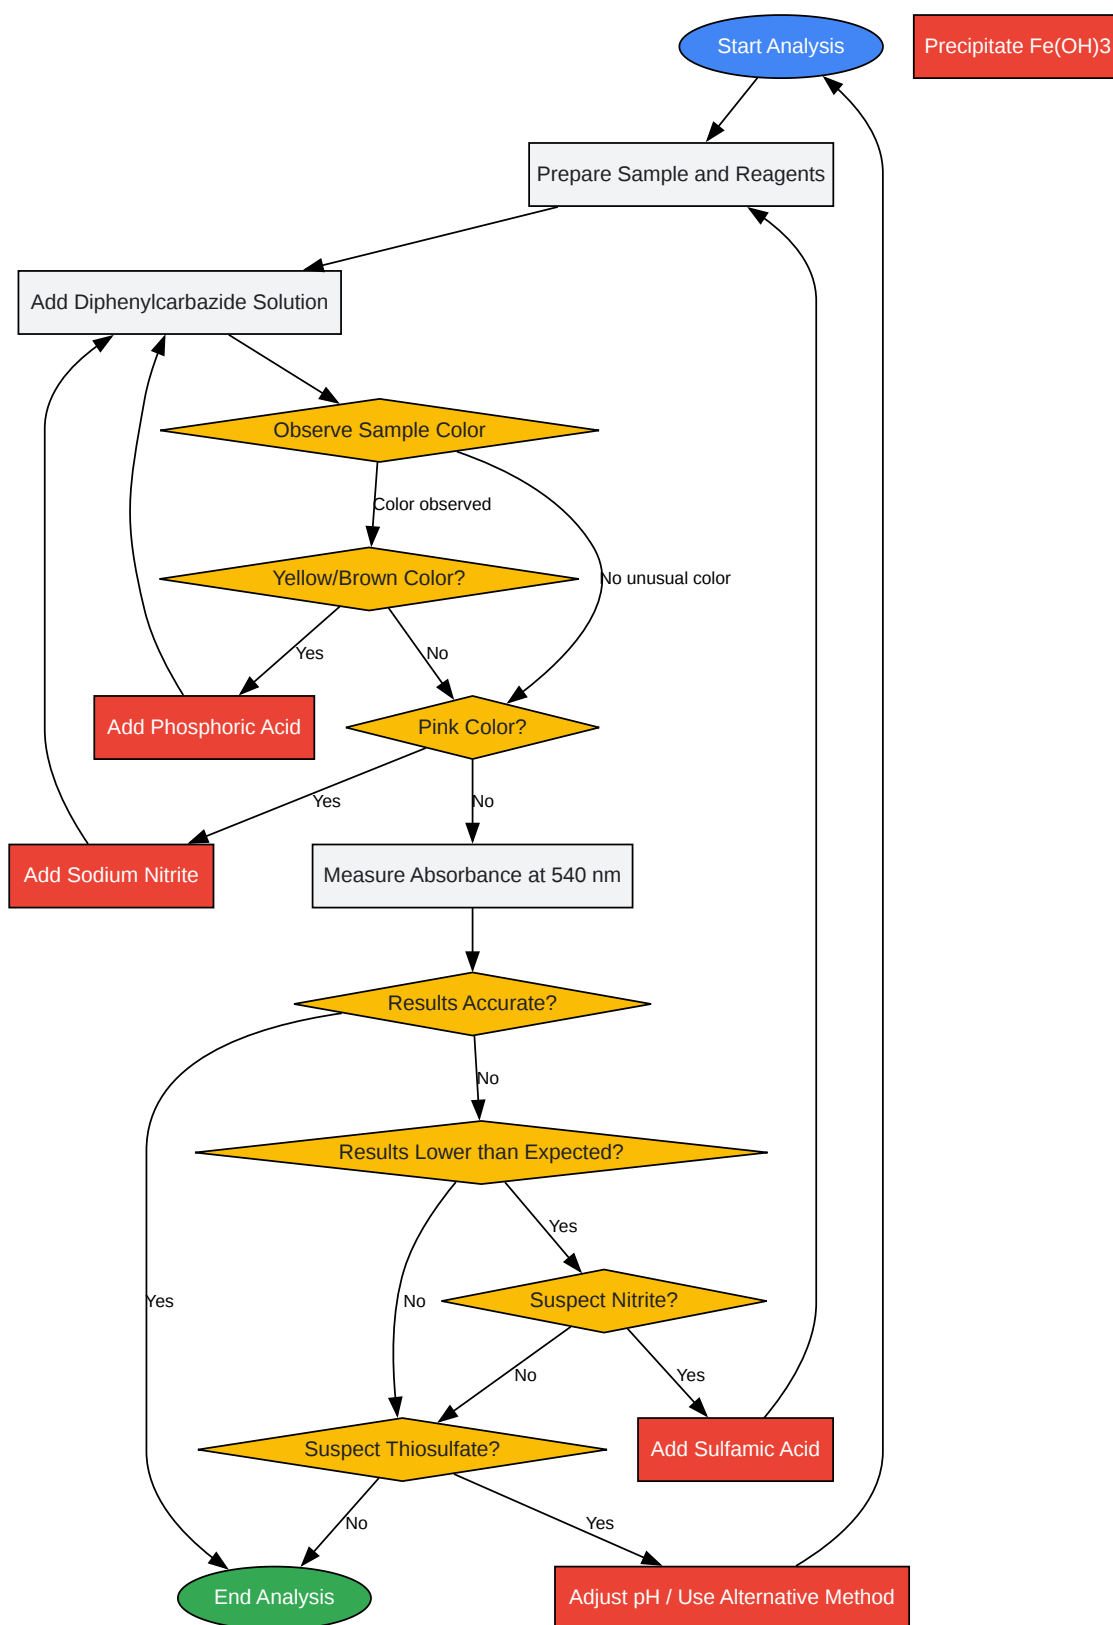 Start Analysis
Precipitate Fe(OH)3
Prepare Sample and Reagents
Add Diphenylcarbazide Solution
Observe Sample Color
Color observed
Yellow/Brown Color?
No unusual color
Yes
No
Add Phosphoric Acid
Pink Color?
Yes
No
Add Sodium Nitrite
Measure Absorbance at 540 nm
Results Accurate?
No
Results Lower than Expected?
Yes
Yes
No
Suspect Nitrite?
No
Yes
Suspect Thiosulfate?
Add Sulfamic Acid
No
Yes
End Analysis
Adjust pH / Use Alternative Method